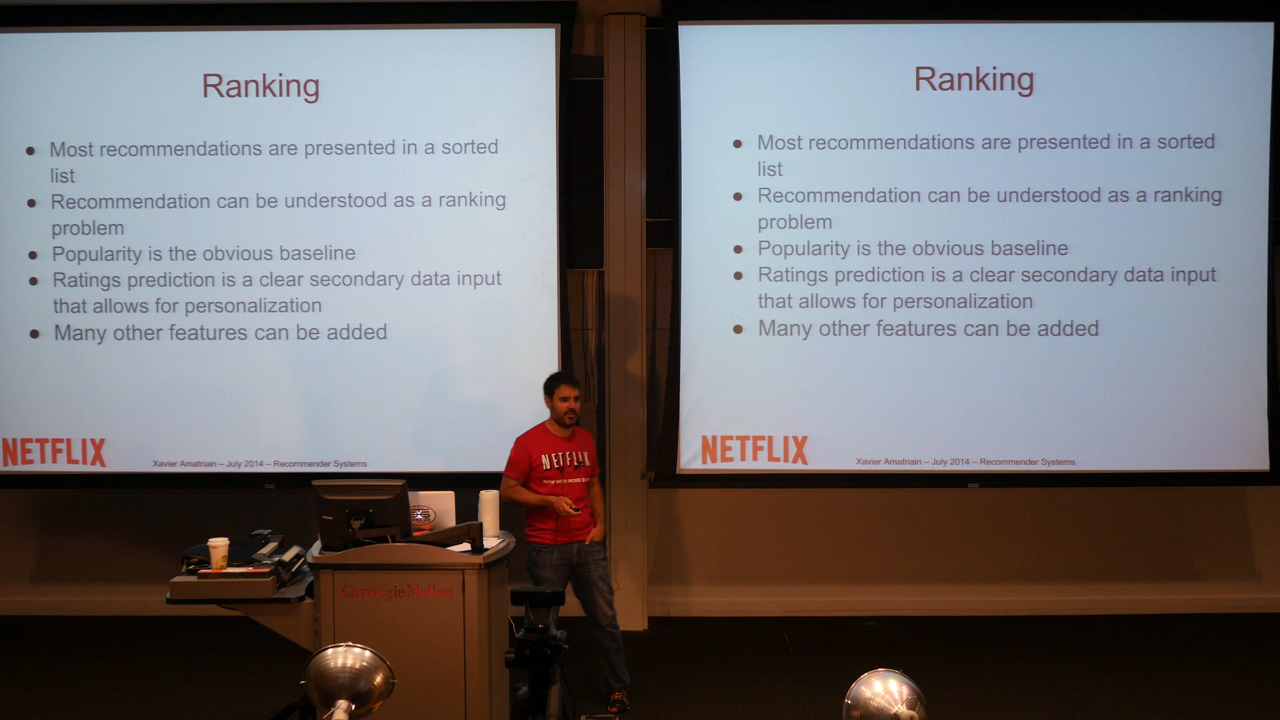 Ranking
● Most recommendations are presented in a sorted
list
● Recommendation can be understood as a ranking
problem
● Popularity is the obvious baseline
● Ratings prediction is a clear secondary data input
that allows for personalization
● Many other features can be added
NETFLIX
Xavier Amatriain – July 2014 – Recommender Systems
Ranking
● Most recommendations are presented in a sorted
list
● Recommendation can be understood as a ranking
problem
● Popularity is the obvious baseline
● Ratings prediction is a clear secondary data input
that allows for personalization
● Many other features can be added
NETFLIX
Xavier Amatriain – July 2014 – Recommender Systems
NETFLIX
NOW WITH MORE
Carnegie Mellon